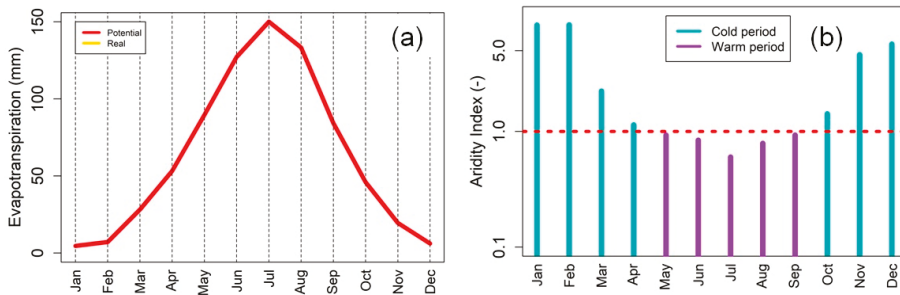 (a)
Potential
Real
Evapotranspiration (mm)
150
100
50
0
Jan Feb Mar Apr May Jun Jul Aug Sep Oct Nov Dec
(b)
Cold period
Warm period
Aridity Index (-)
5.0
1.0
0.1
Jan Feb Mar Apr May Jun Jul Aug Sep Oct Nov Dec